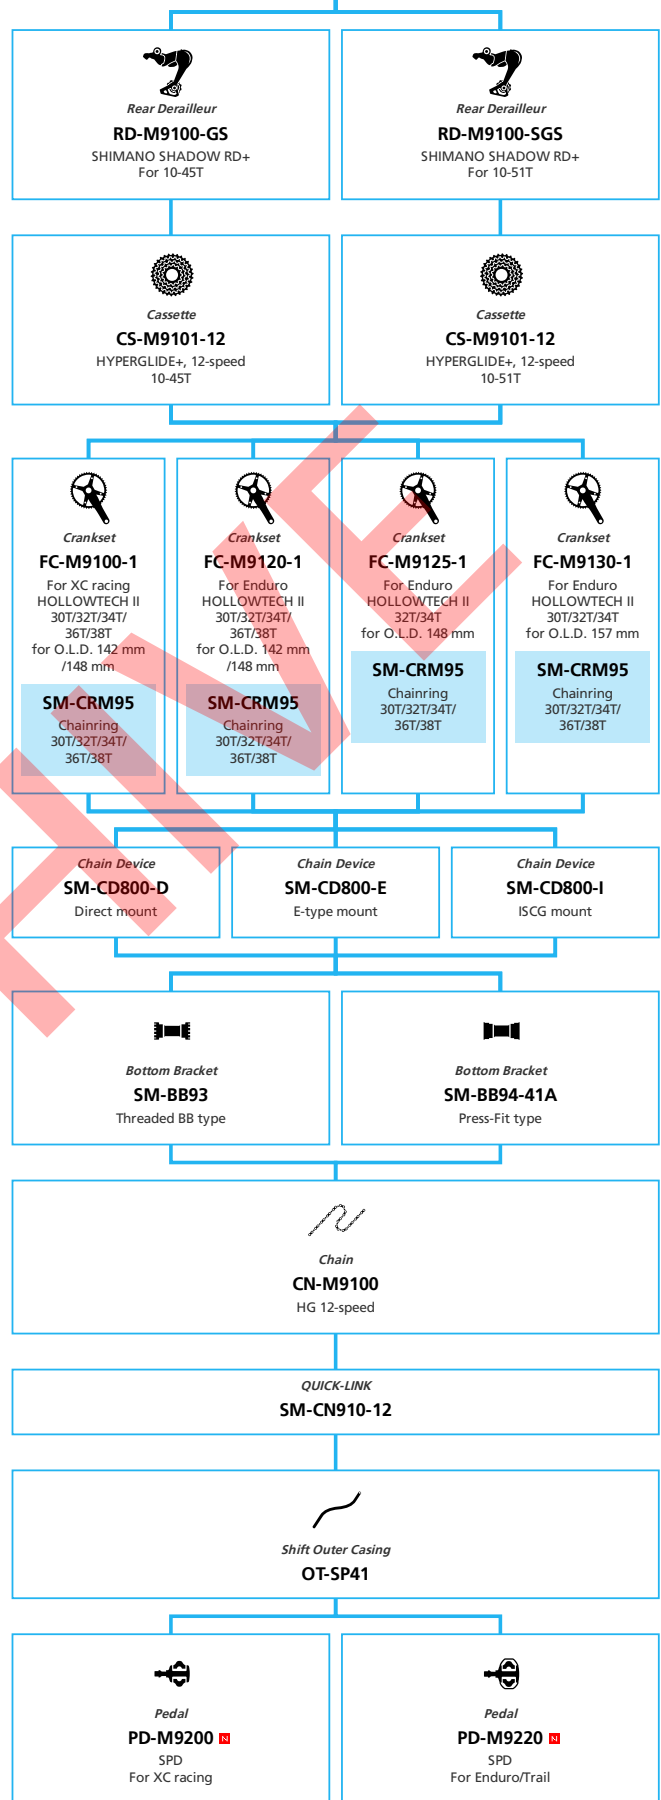 Rear Derailleur
RD-M9100-GS
SHIMANO SHADOW RD+
For 10-45T
Rear Derailleur
RD-M9100-SGS
SHIMANO SHADOW RD+
For 10-51T
Cassette
CS-M9101-12
HYPERGLIDE+, 12-speed
10-45T
Cassette
CS-M9101-12
HYPERGLIDE+, 12-speed
10-51T
Crankset
FC-M9100-1
For XC racing
HOLLOWTECH II
30T/32T/34T/
36T/38T
for O.L.D. 142 mm
/148 mm
SM-CRM95
Chainring
30T/32T/34T/
36T/38T
Crankset
FC-M9120-1
For Enduro
HOLLOWTECH II
30T/32T/34T/
36T/38T
for O.L.D. 142 mm
/148 mm
SM-CRM95
Chainring
30T/32T/34T/
36T/38T
Crankset
FC-M9125-1
For Enduro
HOLLOWTECH II
32T/34T
for O.L.D. 148 mm
SM-CRM95
Chainring
30T/32T/34T/
36T/38T
Crankset
FC-M9130-1
For Enduro
HOLLOWTECH II
30T/32T/34T
for O.L.D. 157 mm
SM-CRM95
Chainring
30T/32T/34T/
36T/38T
Chain Device
SM-CD800-D
Direct mount
Chain Device
SM-CD800-E
E-type mount
Chain Device
SM-CD800-I
ISCG mount
Bottom Bracket
SM-BB93
Threaded BB type
Bottom Bracket
SM-BB94-41A
Press-Fit type
Chain
CN-M9100
HG 12-speed
QUICK-LINK
SM-CN910-12
Shift Outer Casing
OT-SP41
Pedal
PD-M9200 N
SPD
For XC racing
Pedal
PD-M9220 N
SPD
For Enduro/Trail
HIVE